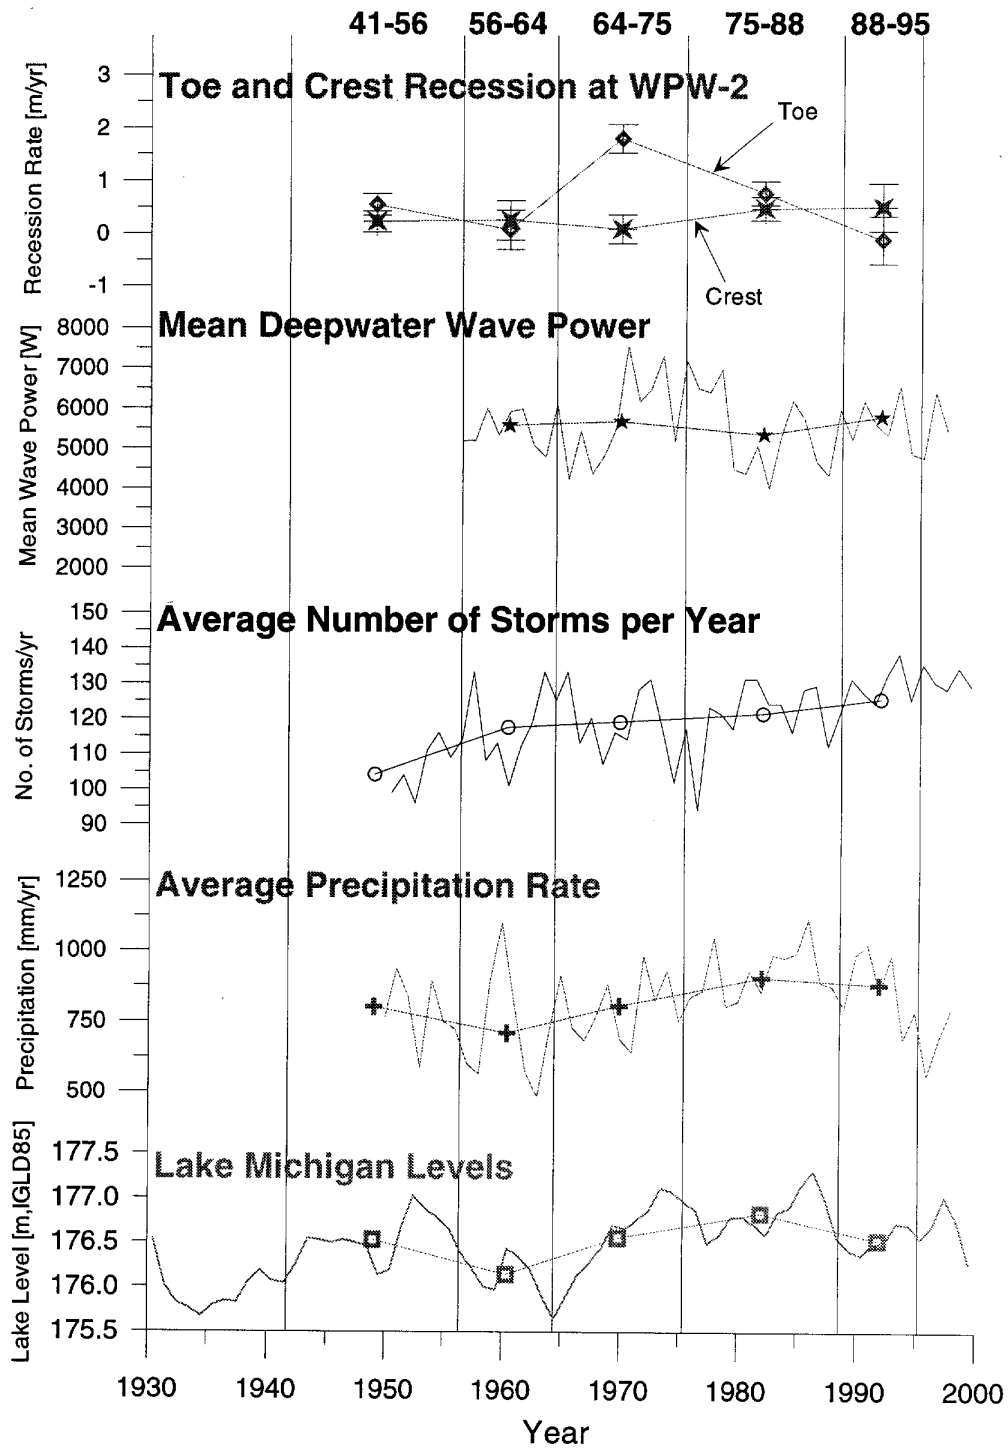 41-56 56-64 64-75 75-88 88-95
Toe and Crest Recession at WPW-2
Recession Rate [m/yr]
3
2
1
0
-1
Toe
Crest
Mean Deepwater Wave Power
Mean Wave Power [W]
8000
7000
6000
5000
4000
3000
2000
Average Number of Storms per Year
No. of Storms/yr
150
140
130
120
110
100
90
Average Precipitation Rate
Precipitation [mm/yr]
1250
1000
750
500
Lake Michigan Levels
Lake Level [m,IGLD85]
177.5
177.0
176.5
176.0
175.5
1930 1940 1950 1960 1970 1980 1990 2000
Year